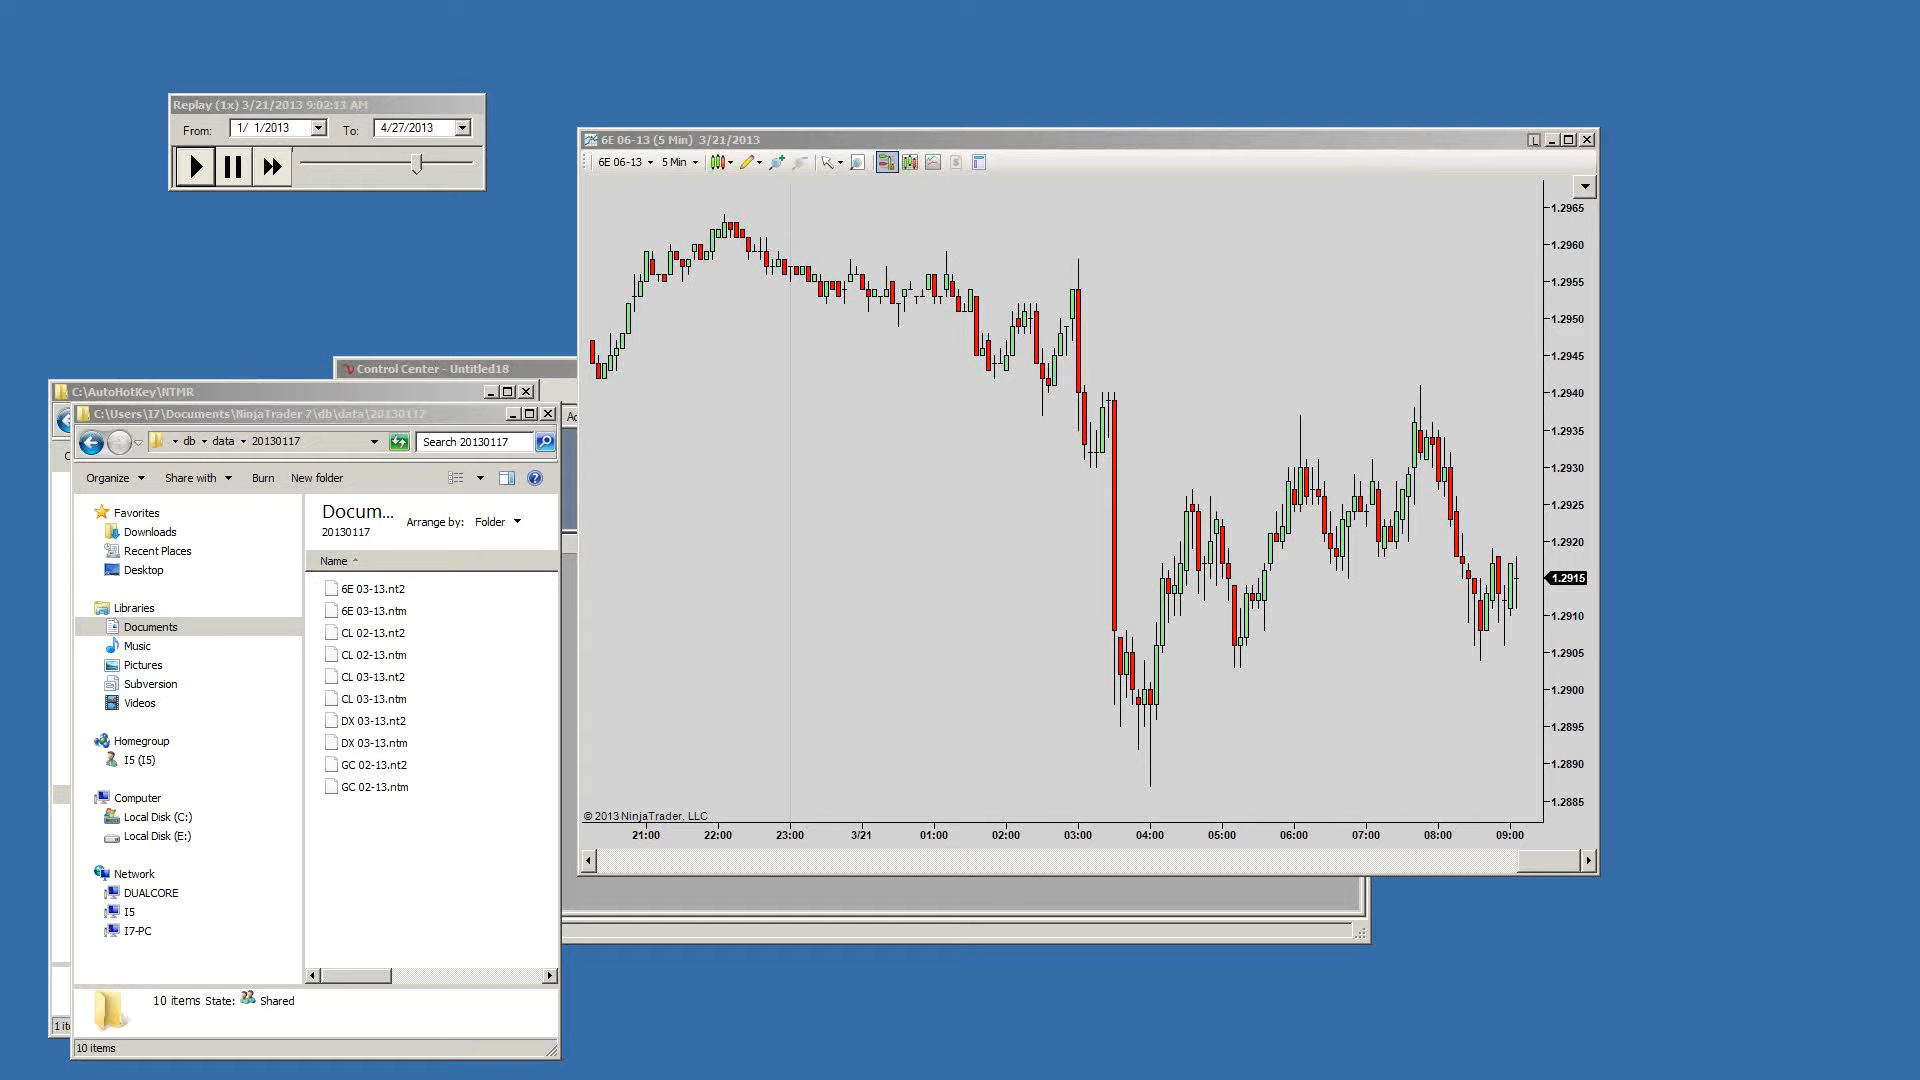 Replay (1x) 3/21/2013 9:02:13 AM
From: 1/ 1/2013 To: 4/27/2013
6E 06-13 (5 Min) 3/21/2013
L
6E 06-13 5 Min
1.2965
1.2960
1.2955
1.2950
1.2945
1.2940
1.2935
1.2930
1.2925
1.2920
1.2915
1.2910
1.2905
1.2900
1.2895
1.2890
1.2885
© 2013 NinjaTrader, LLC
21:00 22:00 23:00 3/21 01:00 02:00 03:00 04:00 05:00 06:00 07:00 08:00 09:00
Control Center - Untitled18
C:\AutoHotKey\NTMR
C:\Users\I7\Documents\NinjaTrader 7\db\data\20130117
db data 20130117 Search 20130117
Organize Share with Burn New folder
Favorites
Downloads
Recent Places
Desktop
Libraries
Documents
Music
Pictures
Subversion
Videos
Homegroup
I5 (I5)
Computer
Local Disk (C:)
Local Disk (E:)
Network
DUALCORE
I5
I7-PC
Docum...
20130117
Arrange by: Folder
Name
6E 03-13.nt2
6E 03-13.ntm
CL 02-13.nt2
CL 02-13.ntm
CL 03-13.nt2
CL 03-13.ntm
DX 03-13.nt2
DX 03-13.ntm
GC 02-13.nt2
GC 02-13.ntm
10 items State: Shared
1 it
10 items